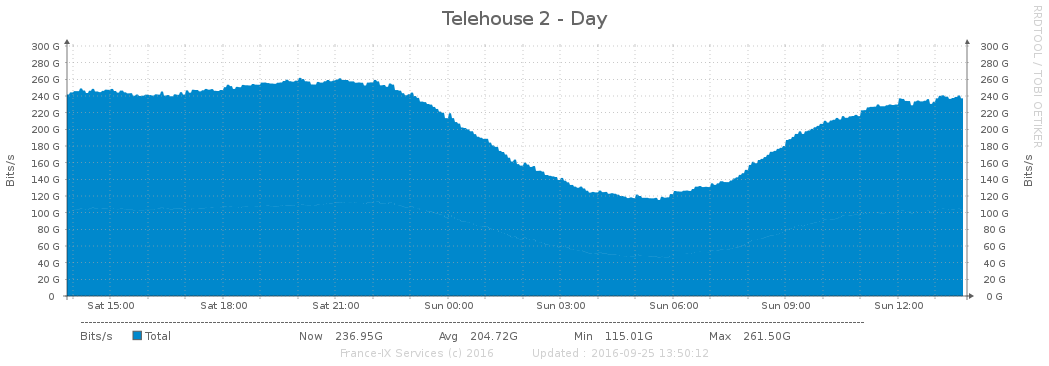 Telehouse 2 - Day
RRDTOOL / TOBI OETIKER
Bits/s
300 G
280 G
260 G
240 G
220 G
200 G
180 G
160 G
140 G
120 G
100 G
80 G
60 G
40 G
20 G
0
300 G
280 G
260 G
240 G
220 G
200 G
180 G
160 G
140 G
120 G
100 G
80 G
60 G
40 G
20 G
0 G
Bits/s
Sat 15:00 Sat 18:00 Sat 21:00 Sun 00:00 Sun 03:00 Sun 06:00 Sun 09:00 Sun 12:00
Bits/s Total Now 236.95G Avg 204.72G Min 115.01G Max 261.50G
France-IX Services (c) 2016 Updated : 2016-09-25 13:50:12